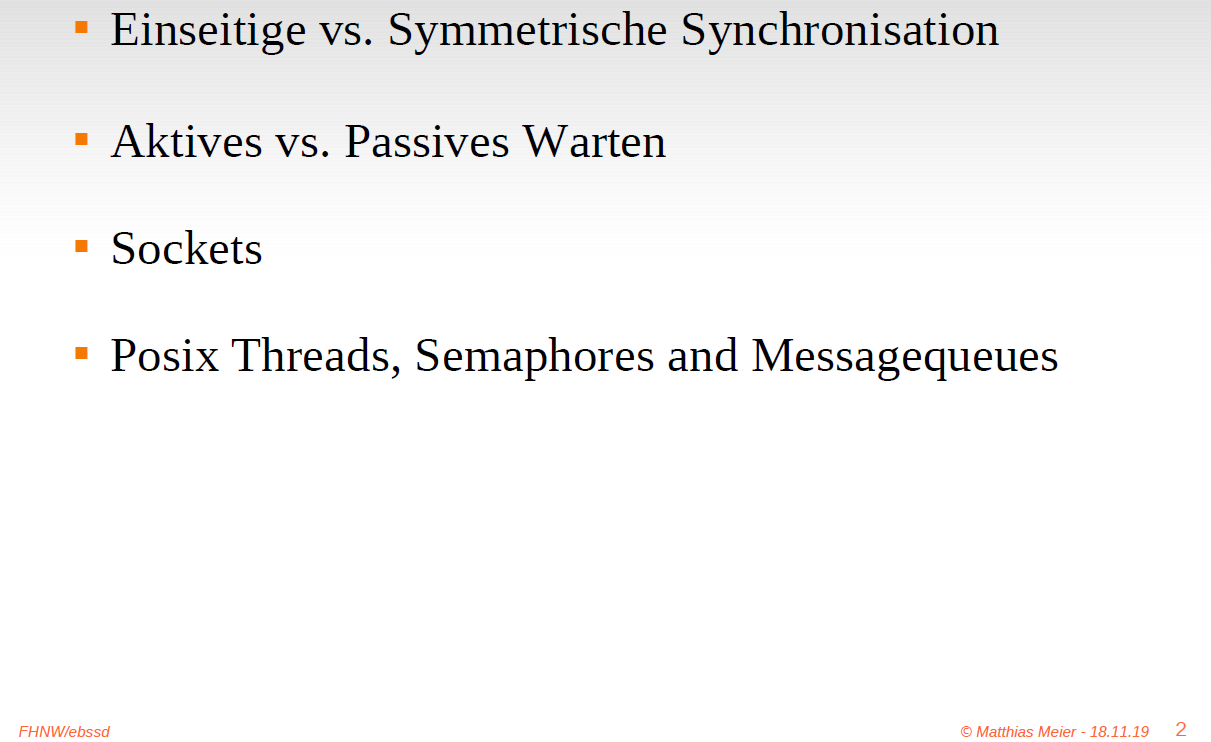 Einseitige vs. Symmetrische Synchronisation
Aktives vs. Passives Warten
Sockets
Posix Threads, Semaphores and Messagequeues
FHNW/ebssd
© Matthias Meier - 18.11.19 2